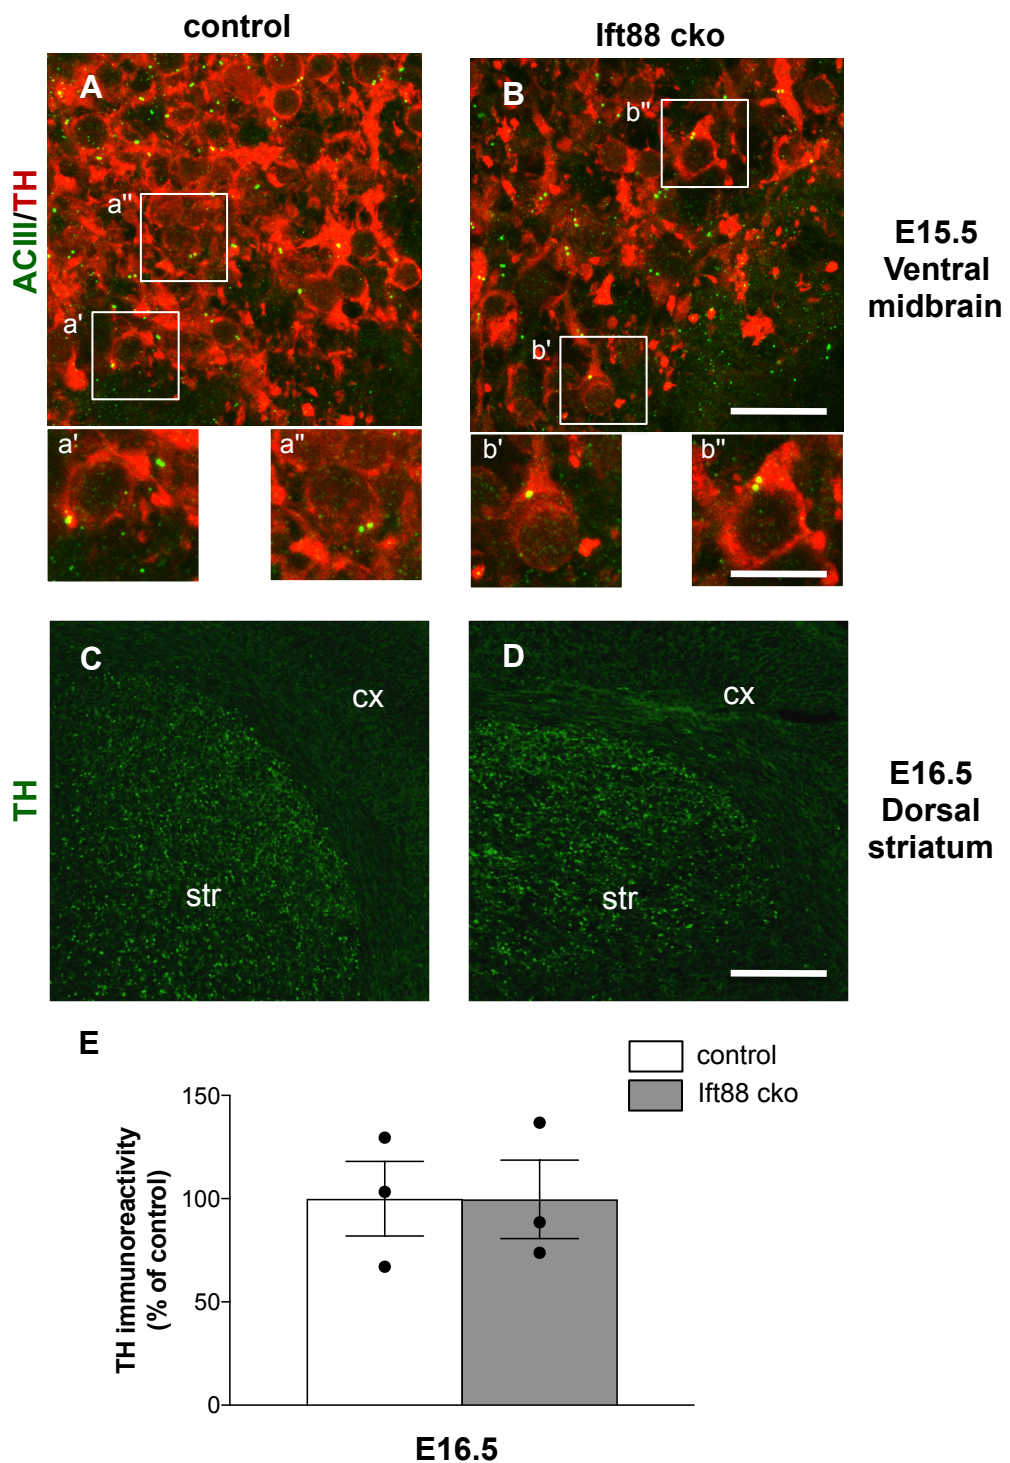 control
Ift88 cko
A
B
a''
b''
a'
b'
ACIII/TH
E15.5
Ventral
midbrain
a'
a''
b'
b''
C
D
cx
cx
str
str
TH
E16.5
Dorsal
striatum
E
control
Ift88 cko
TH immunoreactivity
(% of control)
150
100
50
0
E16.5